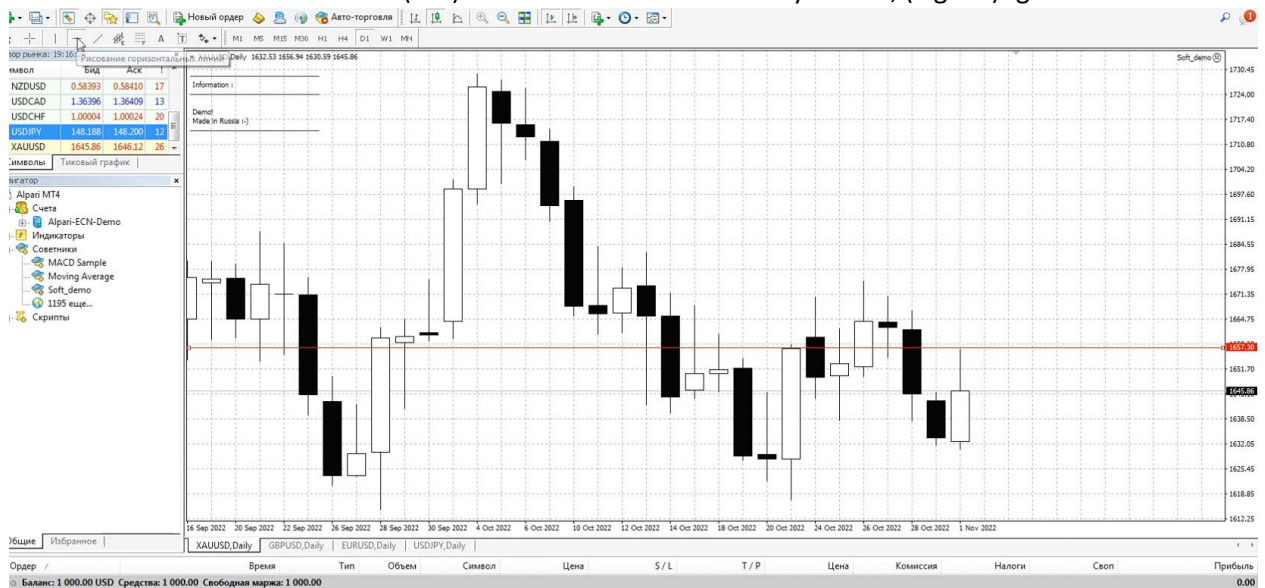 Новый ордер Авто-торговля
A T M1 M5 M15 M30 H1 H4 D1 W1 MN
Рисование горизонтальных линий
зор рынка: 19:16:
имвол Бид Аск !
NZDUSD 0.58393 0.58410 17
USDCAD 1.36396 1.36409 13
USDCHF 1.00004 1.00024 20
USDJPY 148.188 148.200 12
XAUUSD 1645.86 1646.12 26
Символы Тиковый график
вигатор
Alpari MT4
Счета
Alpari-ECN-Demo
Индикаторы
Советники
MACD Sample
Moving Average
Soft_demo
1195 еще...
Скрипты
Общие Избранное
Daily 1632.53 1656.94 1630.59 1645.86
Soft_demo
Information :
Demo!
Made in Russia :-)
1730.45
1724.00
1717.40
1710.80
1704.20
1697.60
1691.15
1684.55
1677.95
1671.35
1664.75
1657.30
1651.70
1645.86
1638.50
1632.05
1625.45
1618.85
1612.25
16 Sep 2022 20 Sep 2022 22 Sep 2022 26 Sep 2022 28 Sep 2022 30 Sep 2022 4 Oct 2022 6 Oct 2022 10 Oct 2022 12 Oct 2022 14 Oct 2022 18 Oct 2022 20 Oct 2022 24 Oct 2022 26 Oct 2022 28 Oct 2022 1 Nov 2022
XAUUSD,Daily GBPUSD,Daily EURUSD,Daily USDJPY,Daily
Ордер / Время Тип Объем Символ Цена S / L T / P Цена Комиссия Налоги Своп Прибыль
Баланс: 1 000.00 USD Средства: 1 000.00 Свободная маржа: 1 000.00 0.00